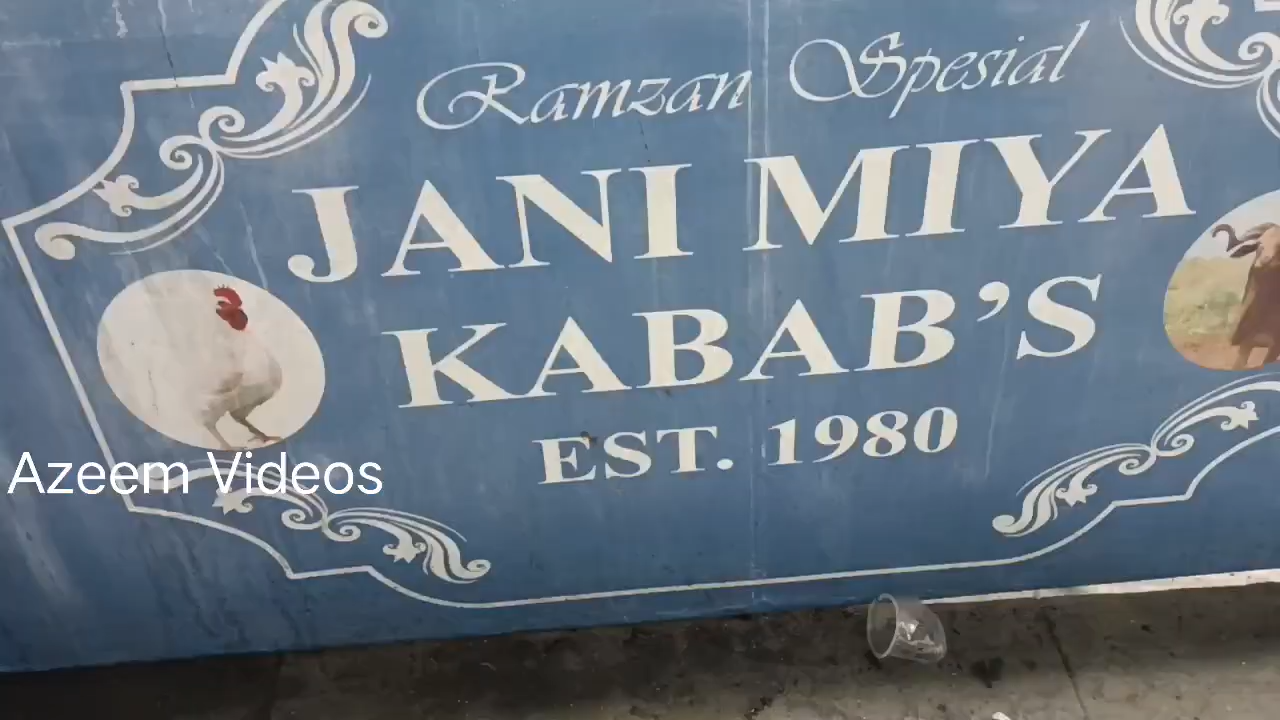 Ramzan Spesial
JANI MIYA
KABAB'S
EST. 1980
Azeem Videos